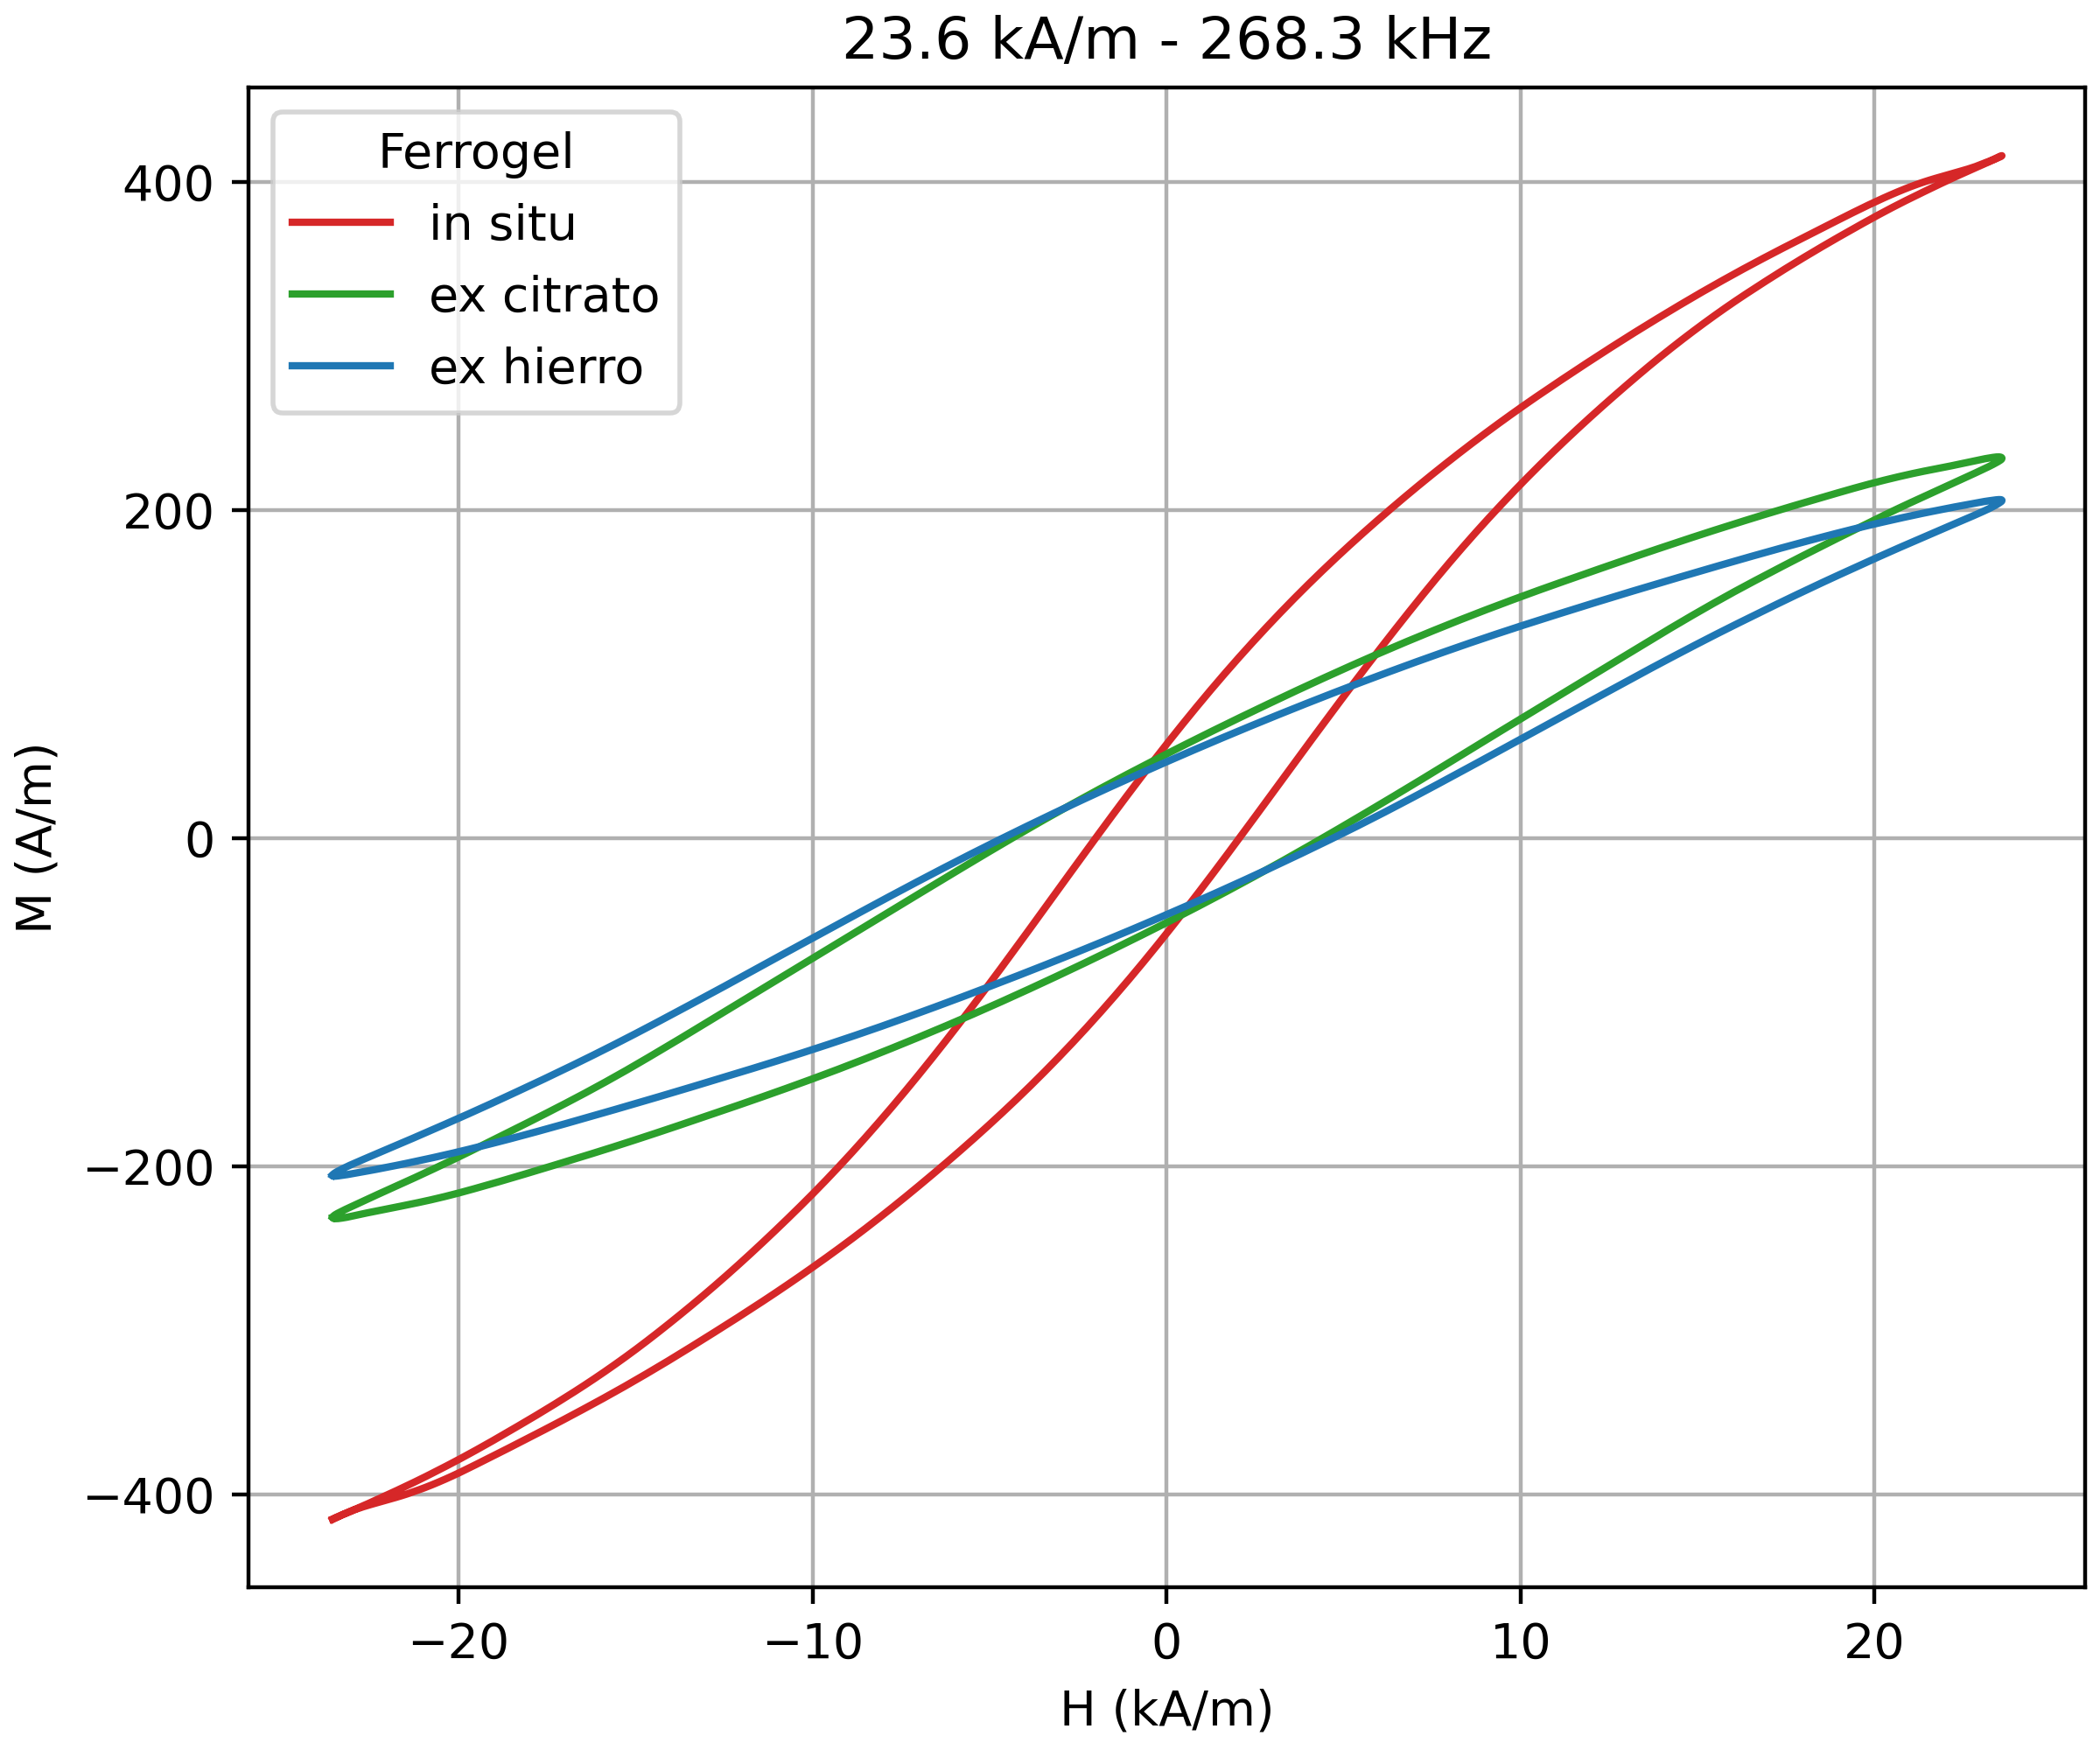 23.6 kA/m - 268.3 kHz
Ferrogel
in situ
ex citrato
ex hierro
400
200
0
−200
−400
M (A/m)
−20
−10
0
10
20
H (kA/m)